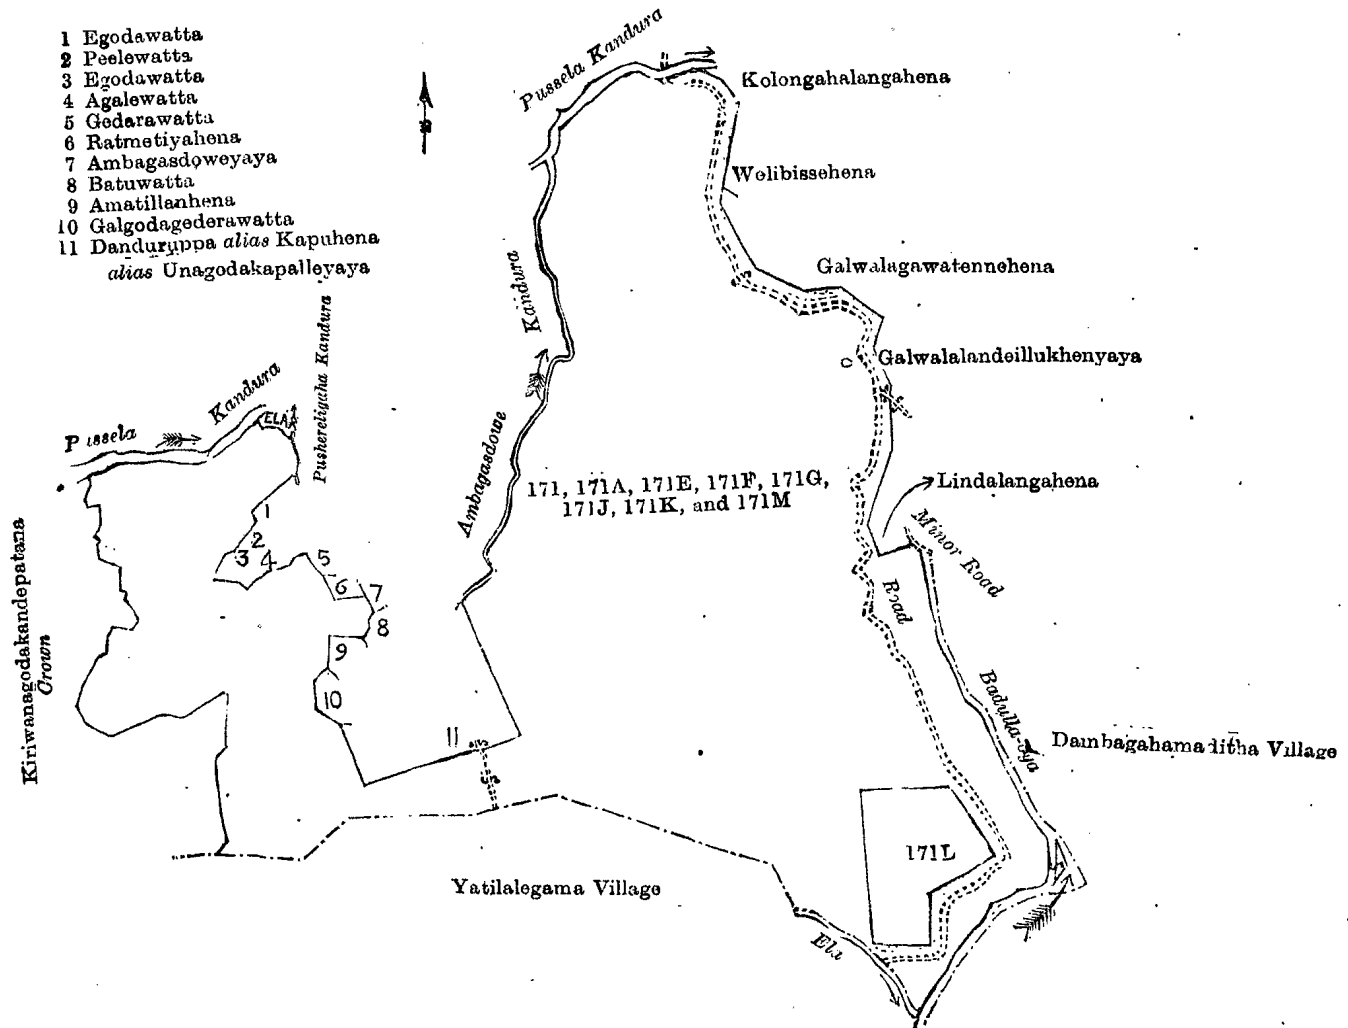 1 Egodawatta
2 Peelewatta
3 Egodawatta
4 Agalewatta
5 Gedarawatta
6 Ratmetiyahena
7 Ambagasdoweyaya
8 Batuwatta
9 Amatillanhena
10 Galgodagederawatta
11 Danduruppa alias Kapuhena
alias Unagodakapalleyaya
Pussela Kandura
Kolongahalangahena
Welibissehena
Galwalagawatennehena
Galwalalandeillukhenyaya
Lindalangahena
Minor Road
Road
Badulla-oya
Dambagahamaditha Village
Pussela Kandura
ELA
Pushereligaha Kandura
Ambagasdowe Kandura
171, 171A, 171E, 171F, 171G,
171J, 171K, and 171M
Kiriwanagodakandepatana
Crown
1
2
3
4
5
6
7
8
9
10
11
171L
Yatilalegama Village
Ela